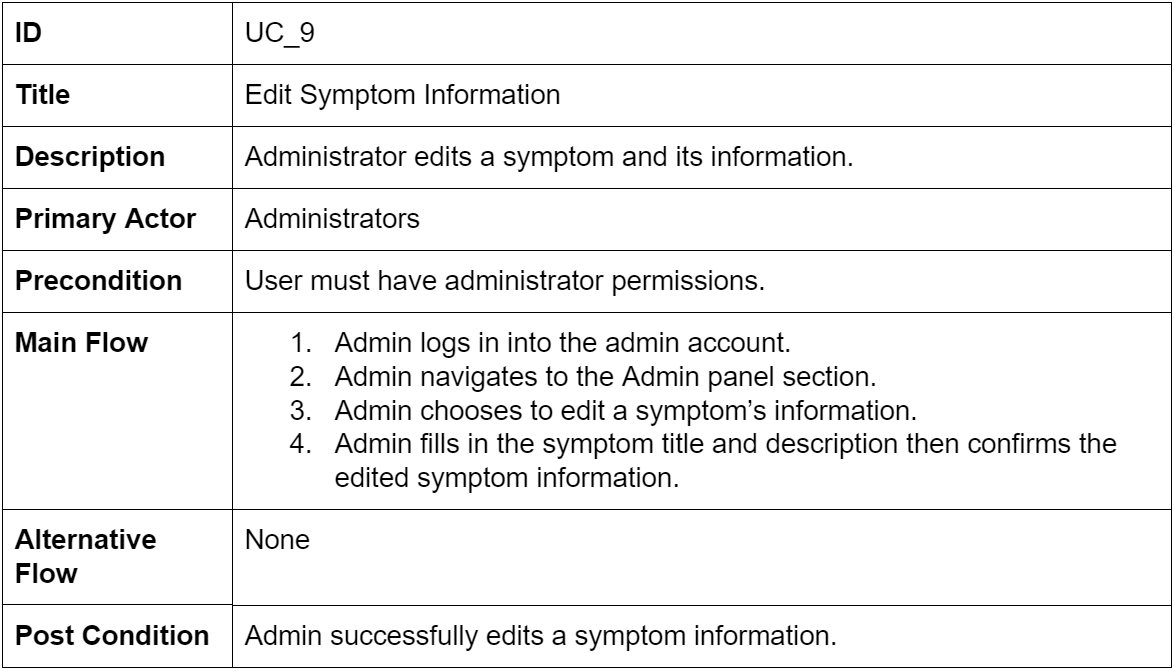 ID UC_9
Title Edit Symptom Information
Description Administrator edits a symptom and its information.
Primary Actor Administrators
Precondition User must have administrator permissions.
Main Flow 1. Admin logs in into the admin account.
2. Admin navigates to the Admin panel section.
3. Admin chooses to edit a symptom’s information.
4. Admin fills in the symptom title and description then confirms the
edited symptom information.
Alternative None
Flow
Post Condition Admin successfully edits a symptom information.